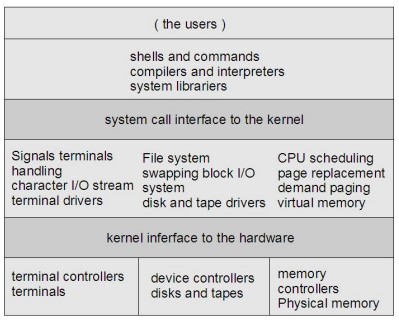 ( the users )
shells and commands
compilers and interpreters
system librariers
system call interface to the kernel
Signals terminals
handling
character I/O stream
terminal drivers
File system
swapping block I/O
system
disk and tape drivers
CPU scheduling
page replacement
demand paging
virtual memory
kernel inferface to the hardware
terminal controllers
terminals
device controllers
disks and tapes
memory
controllers
Physical memory